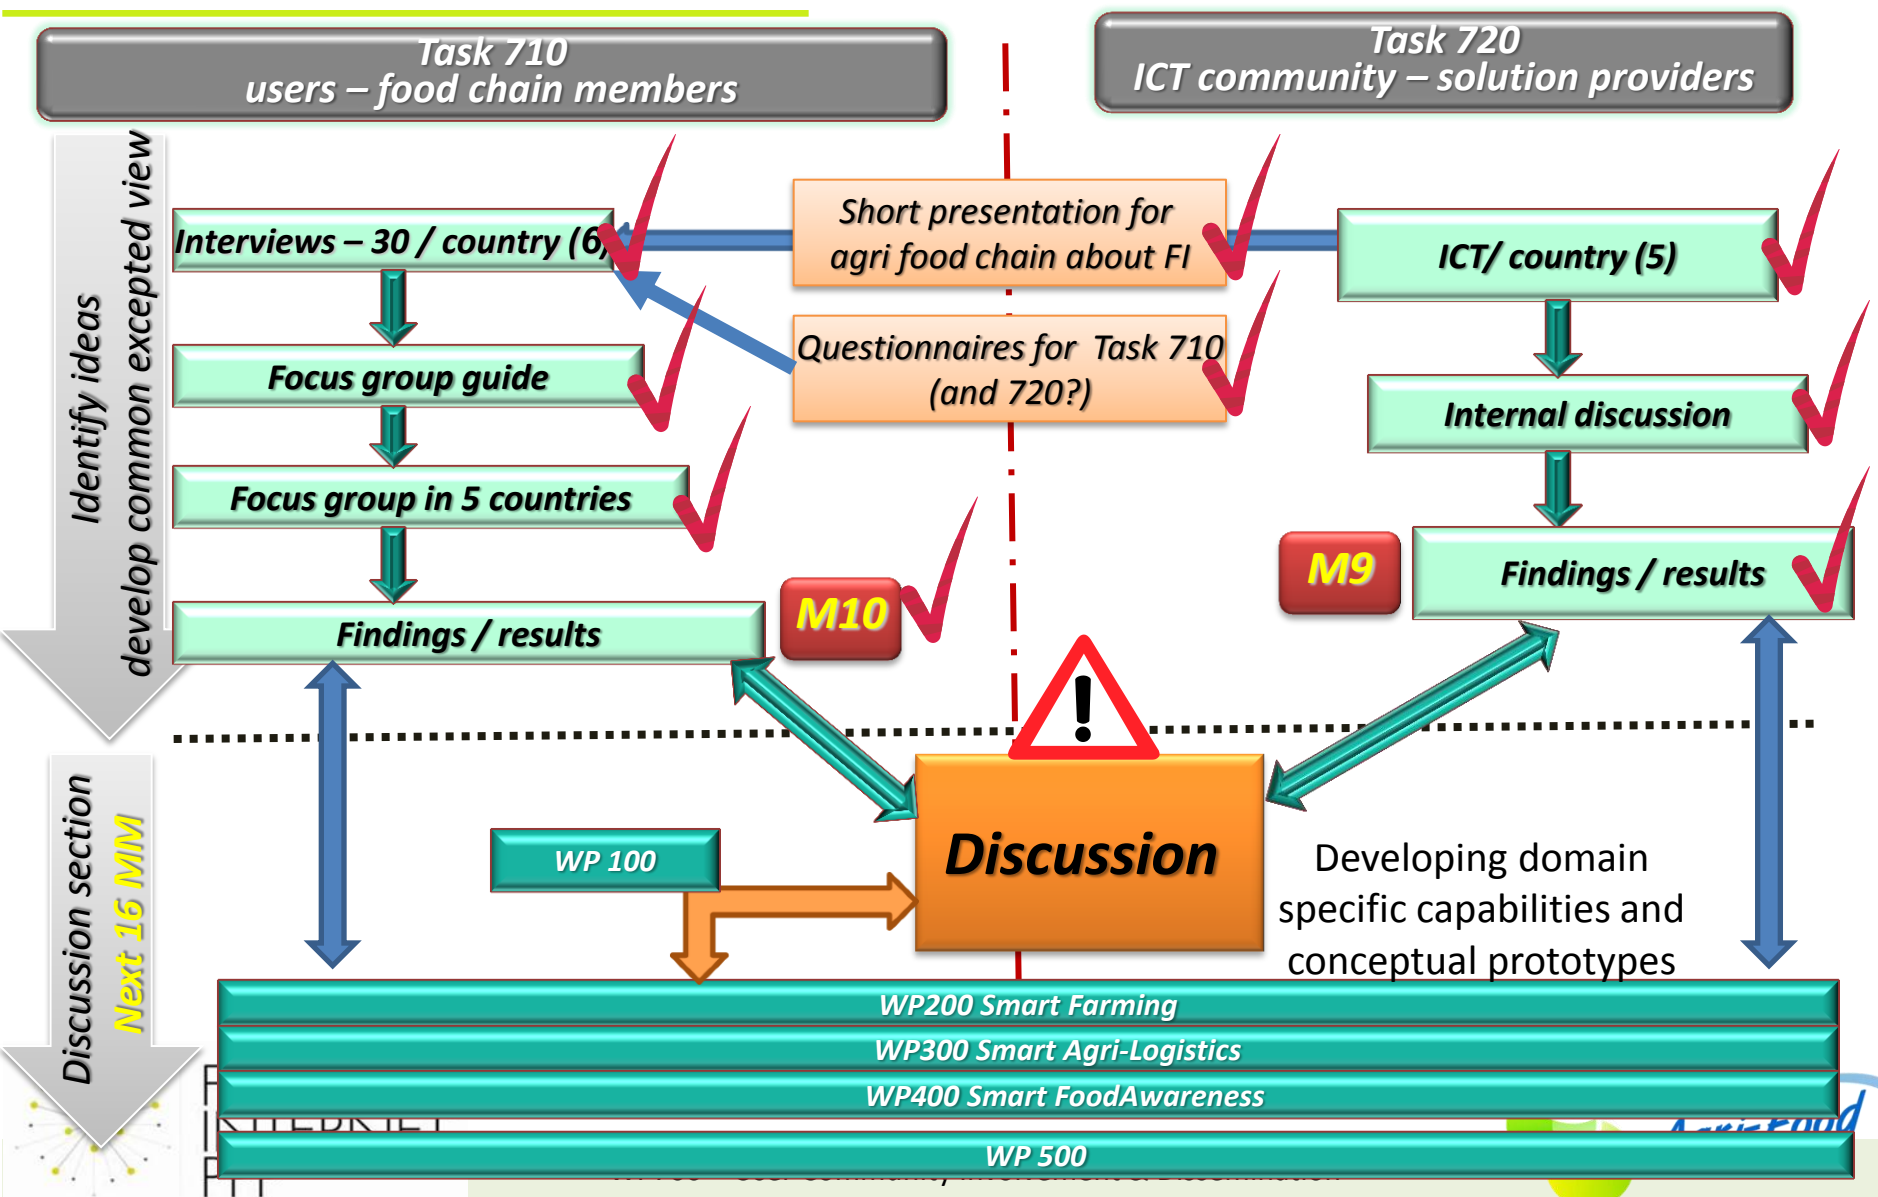 Task 710
users – food chain members
Task 720
ICT community – solution providers
Identify ideas
develop common excepted view
Interviews – 30 / country (6)
Short presentation for
agri food chain about FI
ICT/ country (5)
Questionnaires for Task 710
(and 720?)
Focus group guide
Internal discussion
Focus group in 5 countries
M9
Findings / results
M10
Findings / results
!
Discussion section
Next 16 MM
WP 100
Discussion
Developing domain
specific capabilities and
conceptual prototypes
WP200 Smart Farming
WP300 Smart Agri-Logistics
WP400 Smart FoodAwareness
WP 500
Agri-Food